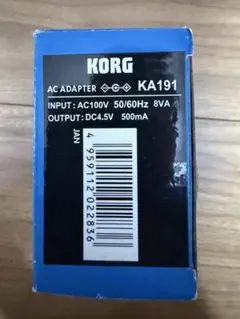 KORG
AC ADAPTER KA191
INPUT: AC100V 50/60Hz 8VA
OUTPUT: DC4.5V 500mA
JAN
4 959112 022836